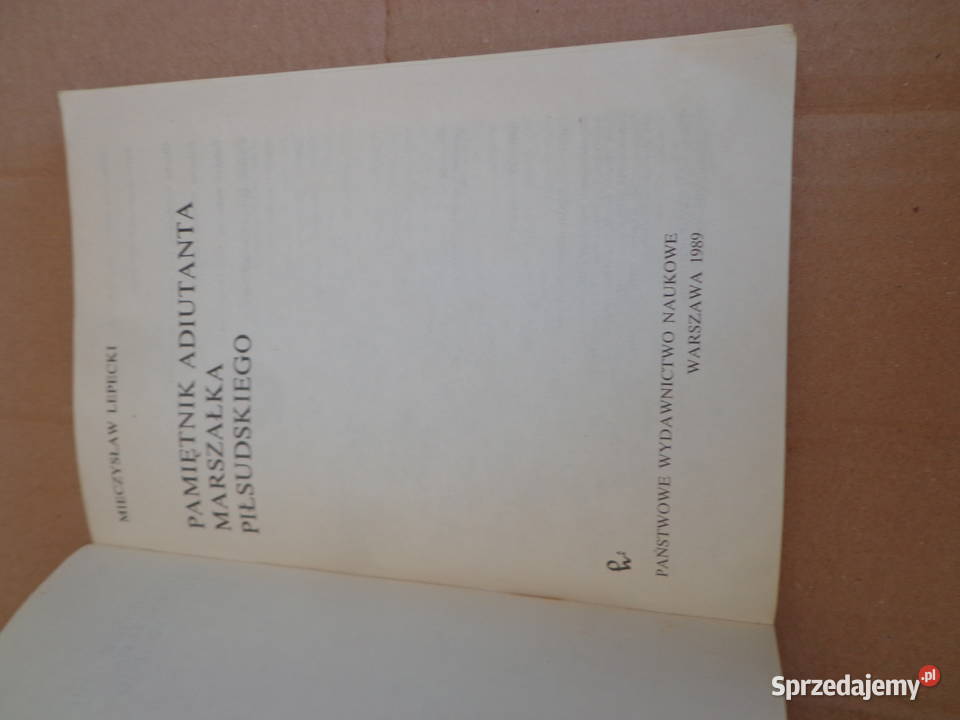 MIECZYSŁAW LEPECKI
PAMIĘTNIK ADIUTANTA
MARSZAŁKA
PIŁSUDSKIEGO
PAŃSTWOWE WYDAWNICTWO NAUKOWE
WARSZAWA 1989
Sprzedajemy.pl